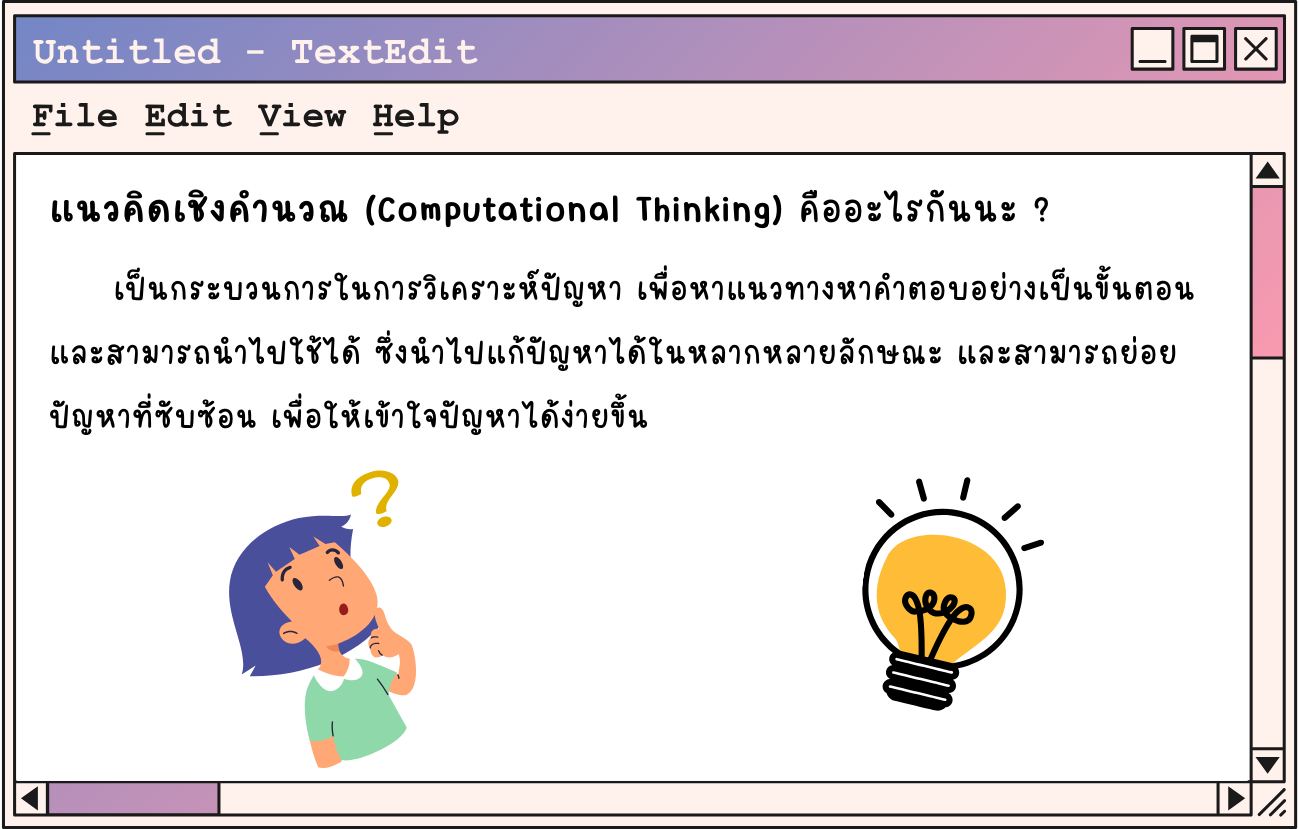 Untitled - TextEdit
File Edit View Help
แนวคิดเชิงคำนวณ (Computational Thinking) คืออะไรกันนะ ?
เป็นกระบวนการในการวิเคราะห์ปัญหา เพื่อหาแนวทางหาคำตอบอย่างเป็นขั้นตอน
และสามารถนำไปใช้ได้ ซึ่งนำไปแก้ปัญหาได้ในหลากหลายลักษณะ และสามารถย่อย
ปัญหาที่ซับซ้อน เพื่อให้เข้าใจปัญหาได้ง่ายขึ้น
?